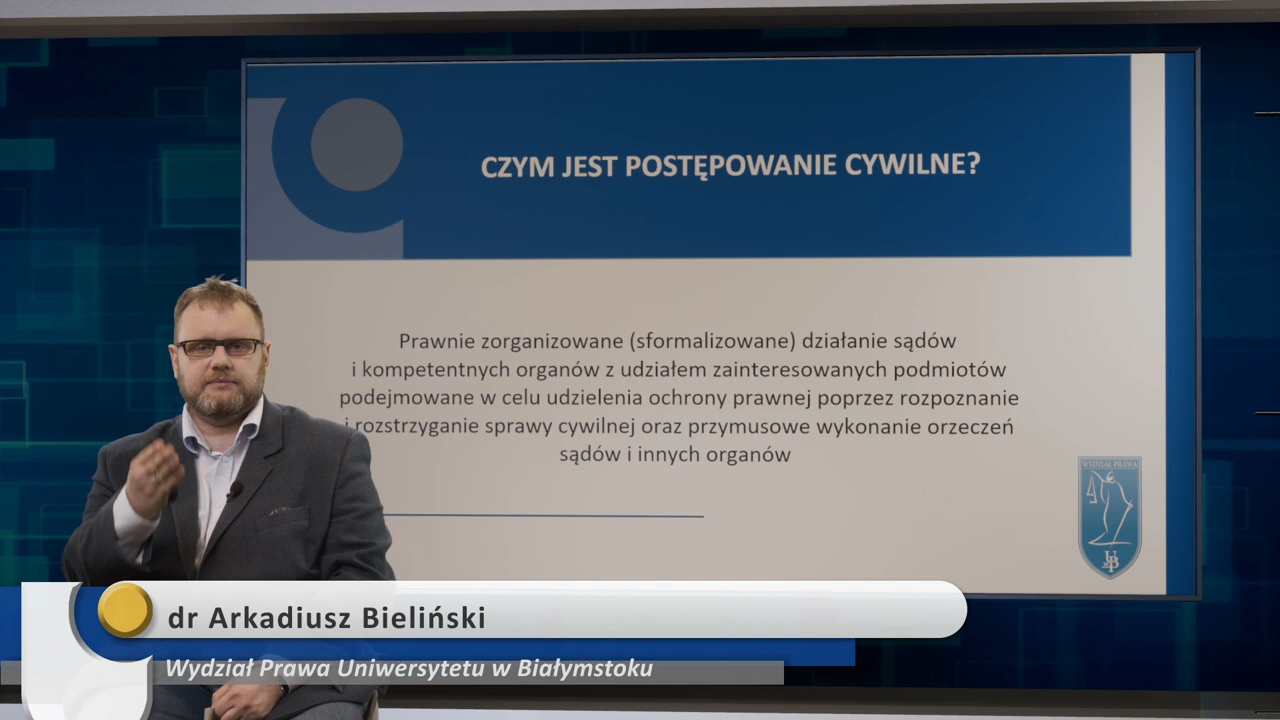 CZYM JEST POSTĘPOWANIE CYWILNE?
Prawnie zorganizowane (sformalizowane) działanie sądów
i kompetentnych organów z udziałem zainteresowanych podmiotów
podejmowane w celu udzielenia ochrony prawnej poprzez rozpoznanie
i rozstrzyganie sprawy cywilnej oraz przymusowe wykonanie orzeczeń
sądów i innych organów
WYDZIAŁ PRAWA
UwB
dr Arkadiusz Bieliński
Wydział Prawa Uniwersytetu w Białymstoku